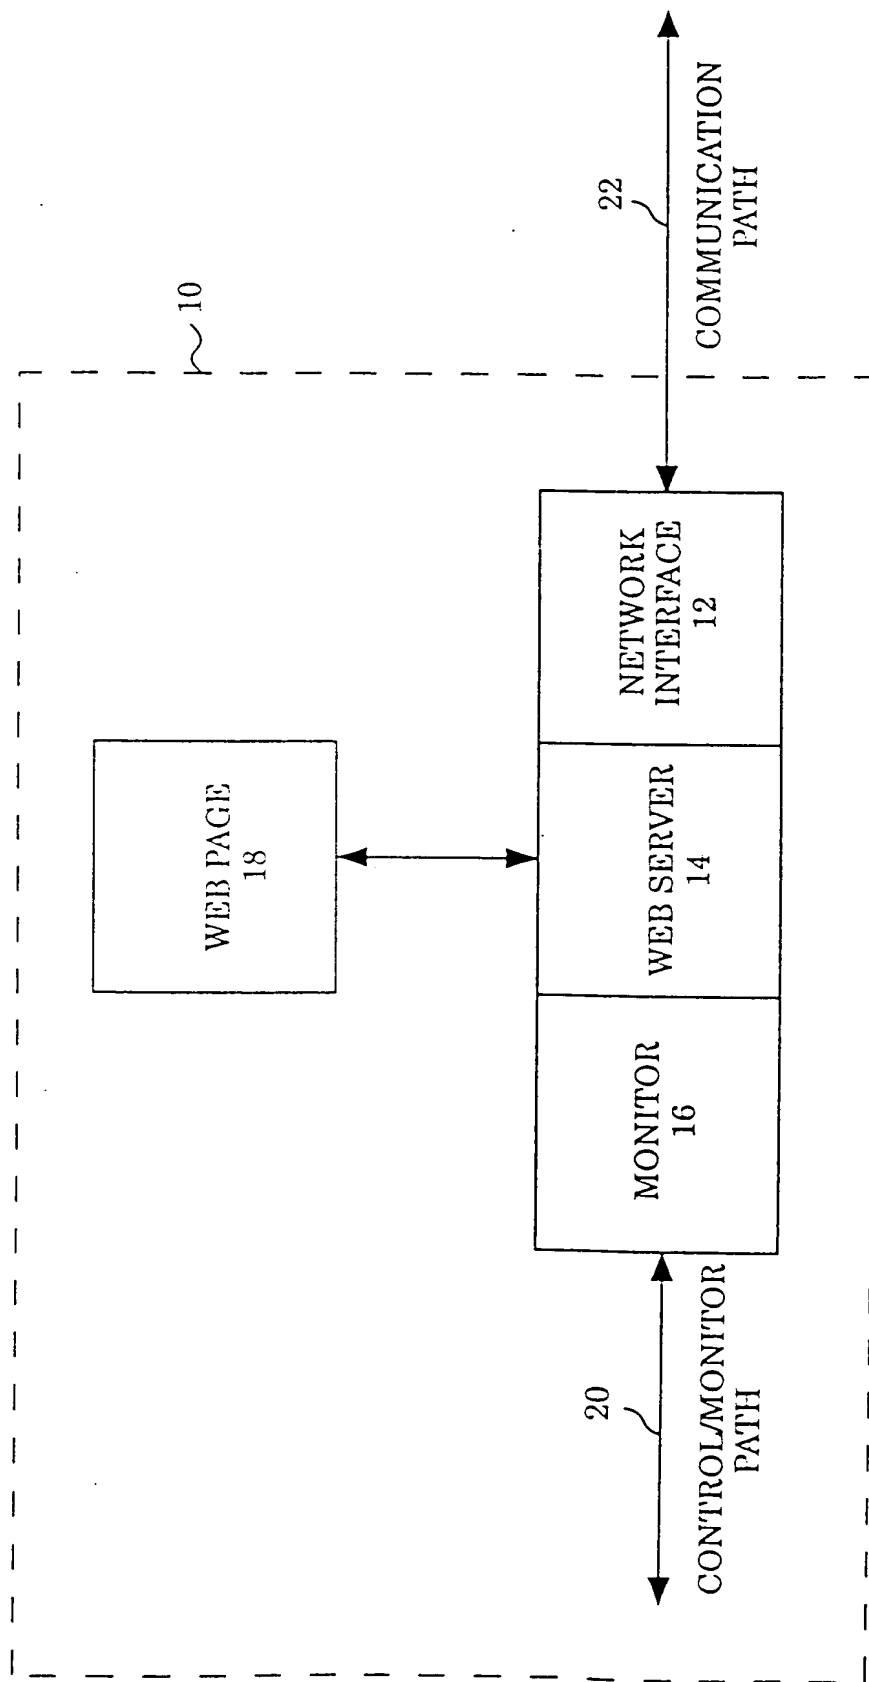 10
WEB PAGE
18
MONITOR
16
WEB SERVER
14
NETWORK
INTERFACE
12
20
CONTROL/MONITOR
PATH
22
COMMUNICATION
PATH